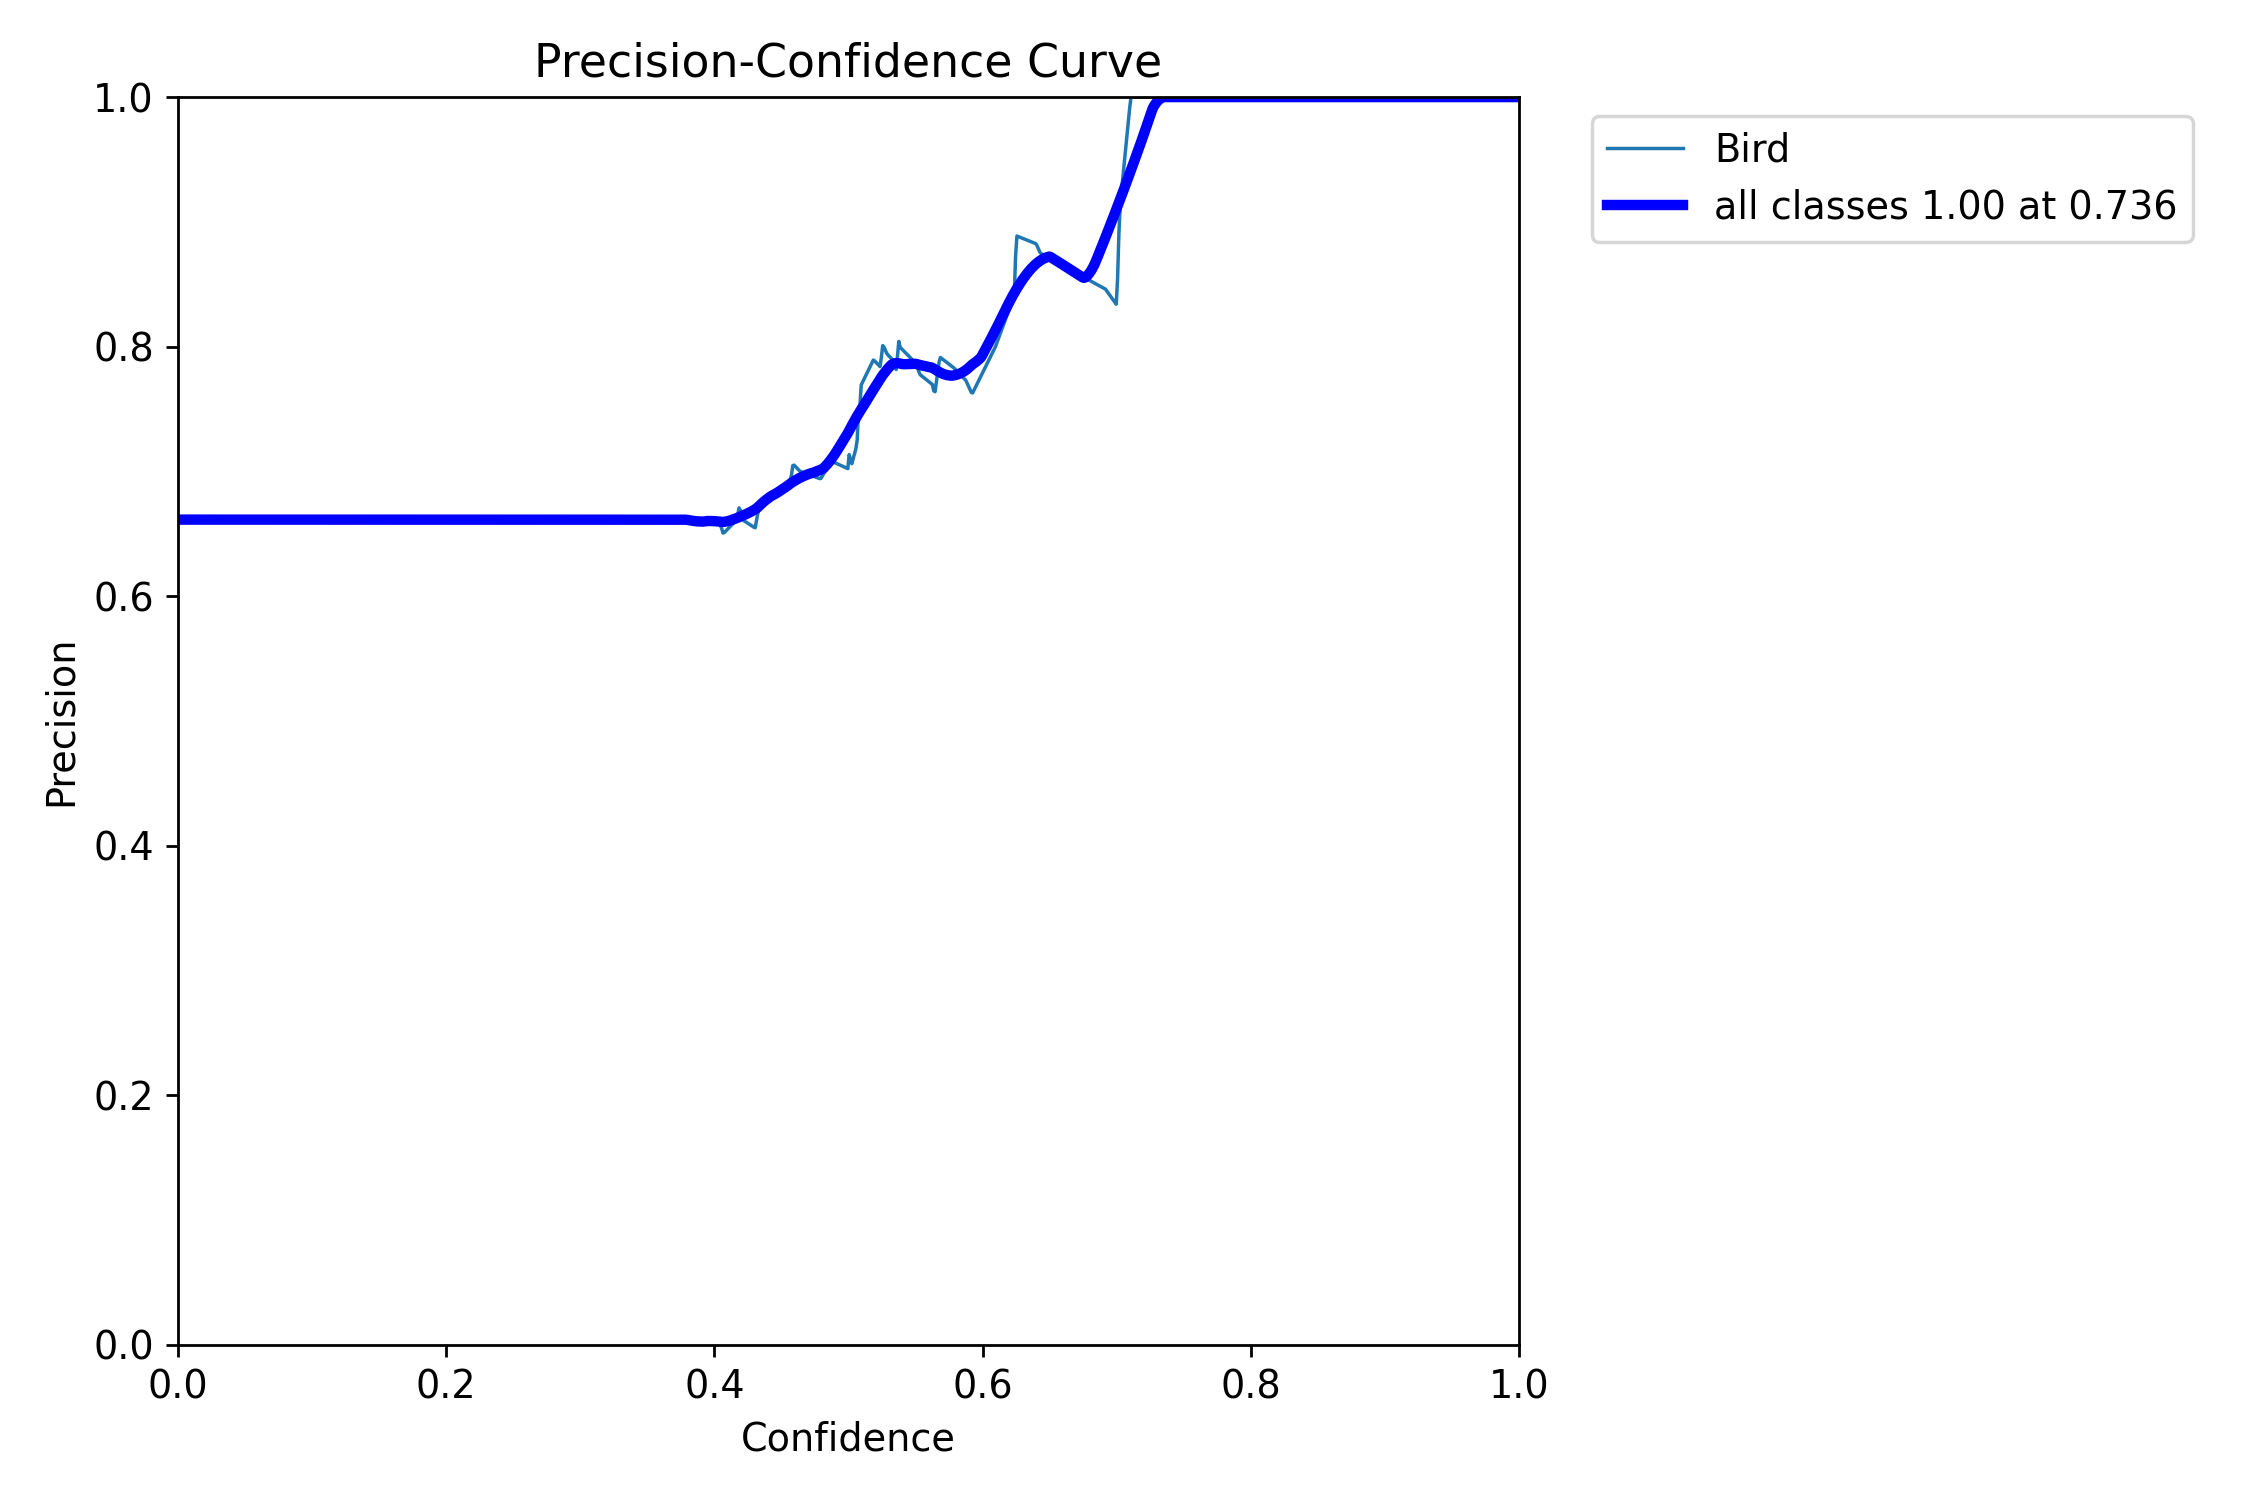 Precision-Confidence Curve
1.0
0.8
0.6
0.4
0.2
0.0
Precision
0.0 0.2 0.4 0.6 0.8 1.0
Confidence
Bird
all classes 1.00 at 0.736